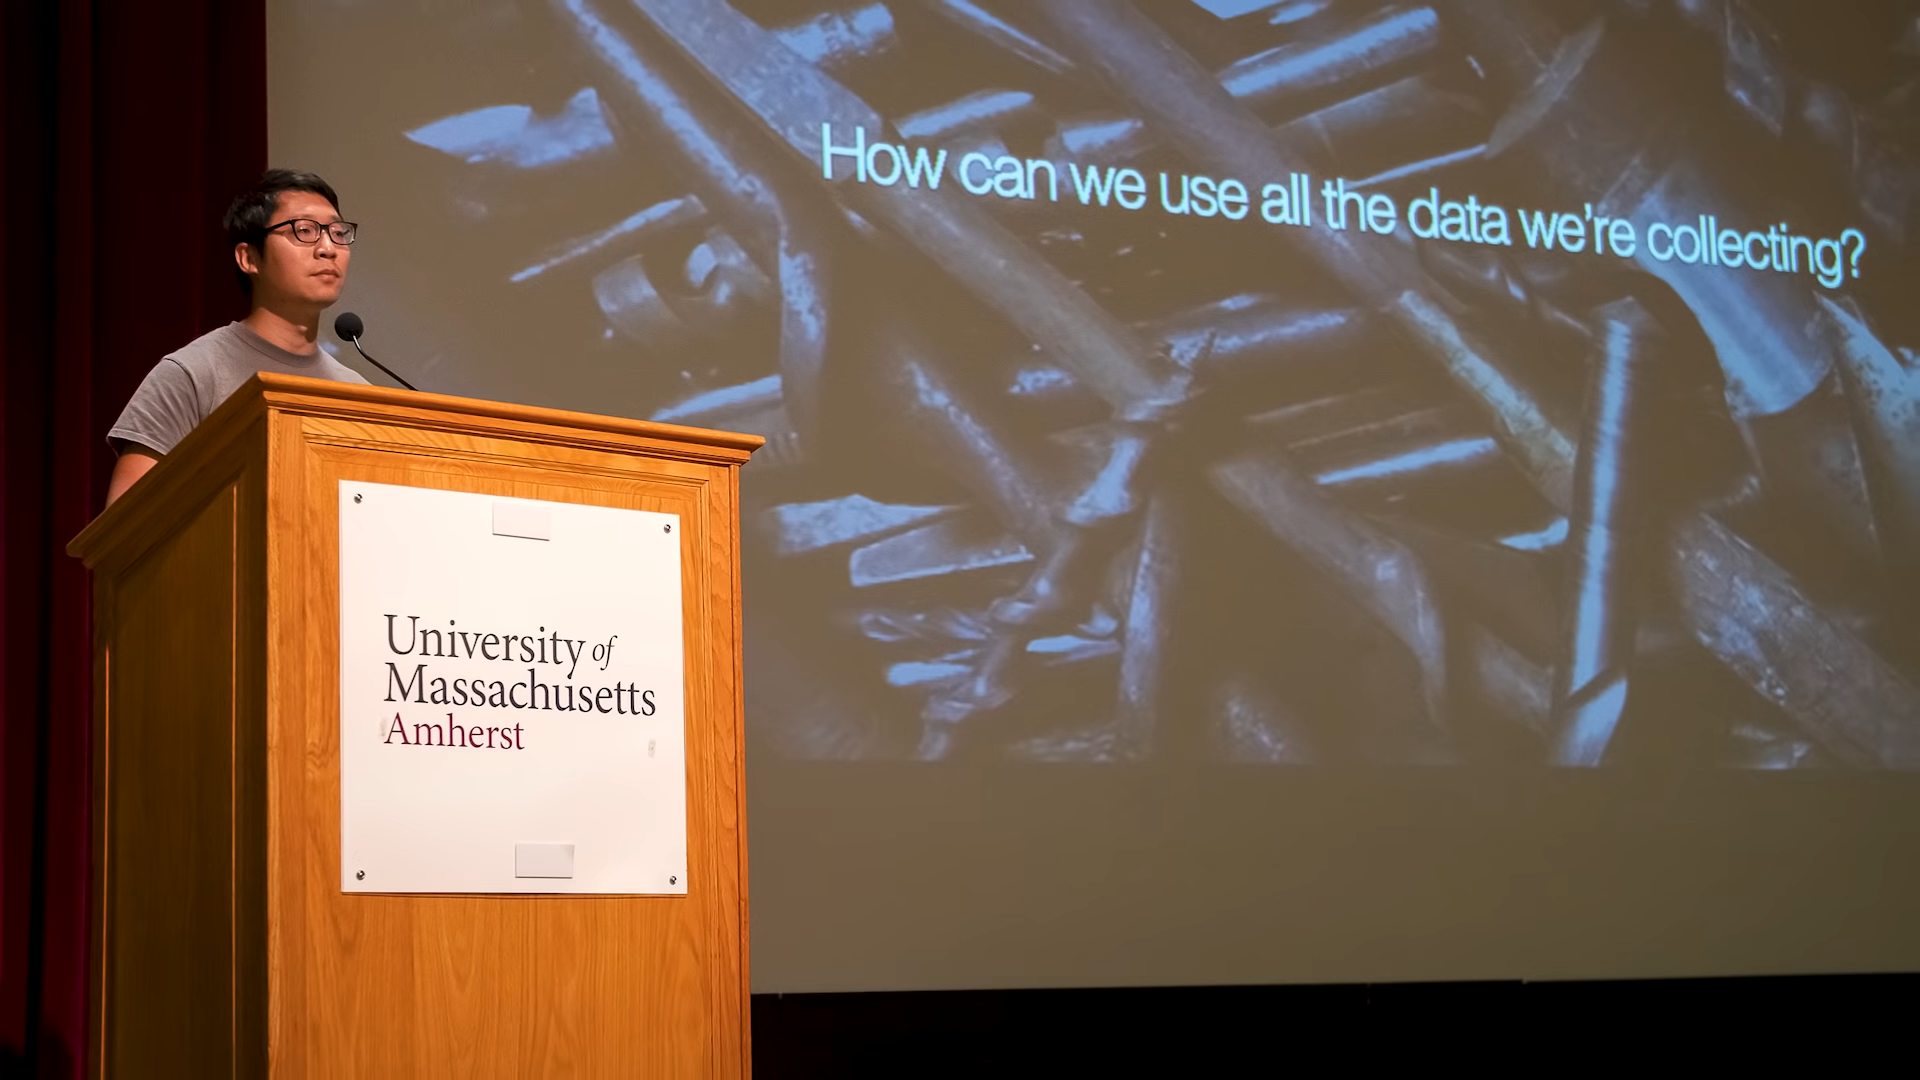 How can we use all the data we're collecting?
University of
Massachusetts
Amherst